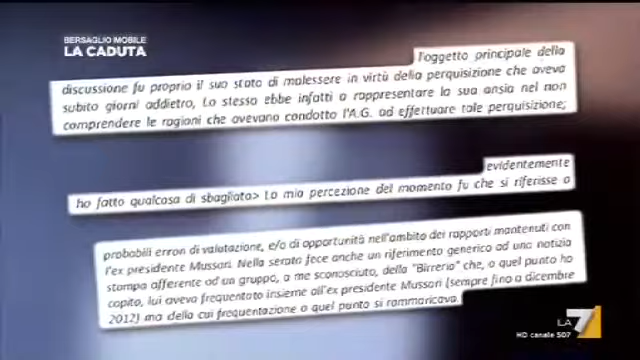 BERSAGLIO MOBILE
LA CADUTA
l'oggetto principale della
discussione fu proprio il suo stato di malessere in virtù della perquisizione che aveva
subito giorni addietro, Lo stesso ebbe infatti a rappresentare la sua ansia nel non
comprendere le ragioni che avevano condotto l'A.G. ad effettuare tale perquisizione;
evidentemente
ho fatto qualcosa di sbagliato> La mia percezione del momento fu che si riferisse a
probabili errori di valutazione, e/o di opportunità nell'ambito dei rapporti mantenuti con
l'ex presidente Mussari. Nella serata fece anche un riferimento generico ad una notizia
stampa afferente ad un gruppo, a me sconosciuto, della "Birreria" che, a quel punto ho
capito, lui aveva frequentato insieme all'ex presidente Mussari (sempre fino a dicembre
2012) ma della cui frequentazione a quel punto si rammaricava.
LA7
HD canale 507